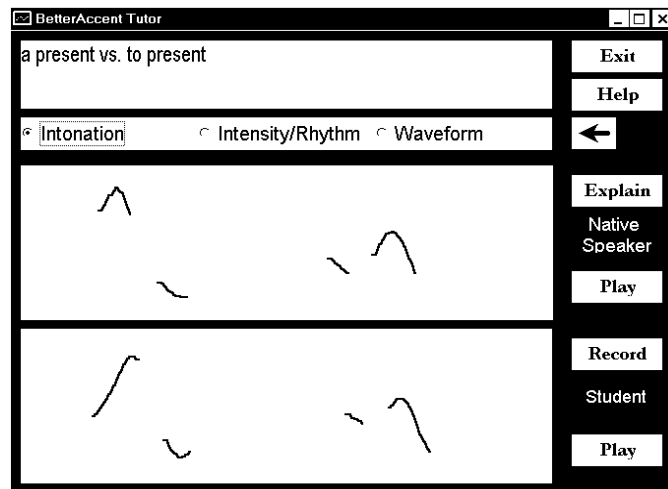 BetterAccent Tutor
a present vs. to present
Exit
Help
Intonation
Intensity/Rhythm
Waveform
Explain
Native
Speaker
Play
Record
Student
Play